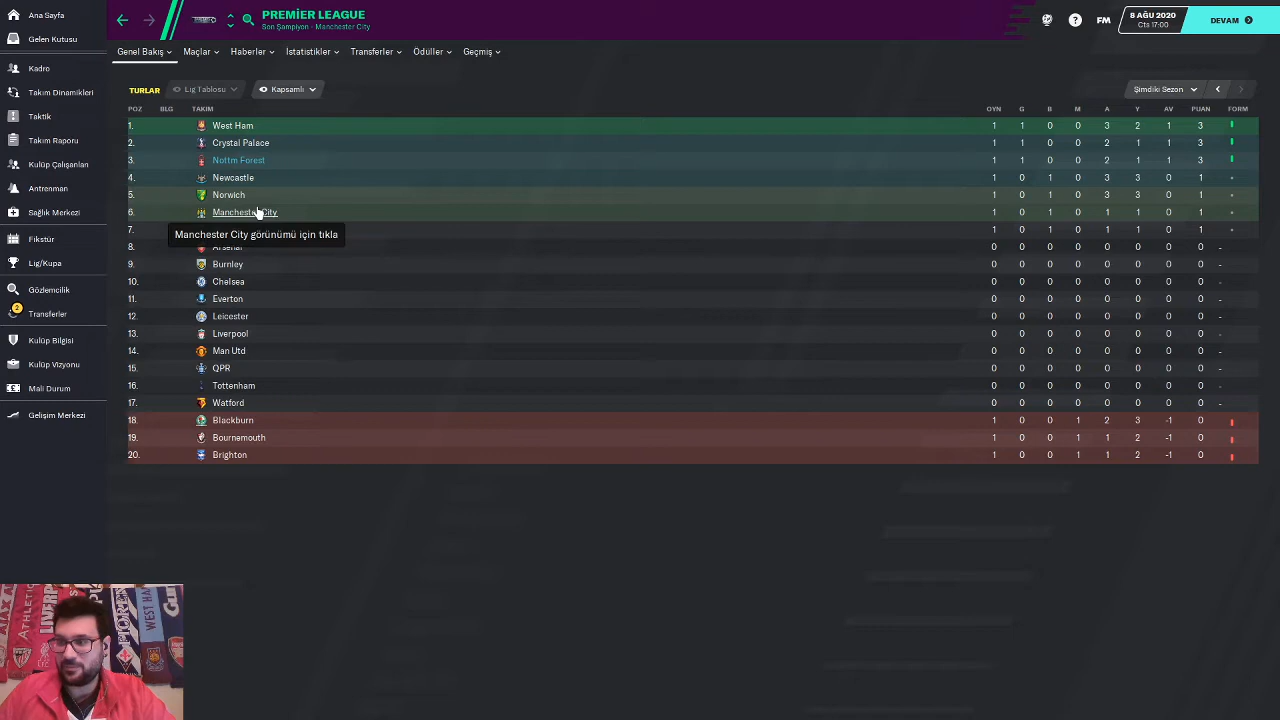 Ana Sayfa
Gelen Kutusu
Kadro
Takım Dinamikleri
Taktik
Takım Raporu
Kulüp Çalışanları
Antrenman
Sağlık Merkezi
Fikstür
Lig/Kupa
Gözlemcilik
2
Transferler
Kulüp Bilgisi
Kulüp Vizyonu
Mali Durum
Gelişim Merkezi
PREMİER LEAGUE
Son Şampiyon - Manchester City
FM
8 AĞU 2020
Cts 17:00
DEVAM
Genel Bakış Maçlar Haberler İstatistikler Transferler Ödüller Geçmiş
TURLAR Lig Tablosu Kapsamlı Şimdiki Sezon
POZ BLG TAKIM OYN G B M A Y AV PUAN FORM
1. West Ham 1 1 0 0 3 2 1 3
2. Crystal Palace 1 1 0 0 2 1 1 3
3. Nottm Forest 1 1 0 0 2 1 1 3
4. Newcastle 1 0 1 0 3 3 0 1
5. Norwich 1 0 1 0 3 3 0 1
6. Manchester City 1 0 1 0 1 1 0 1
7. 1 0 1 0 1 1 0 1
Manchester City görünümü için tıkla
8. Arsenal 0 0 0 0 0 0 0 0 -
9. Burnley 0 0 0 0 0 0 0 0 -
10. Chelsea 0 0 0 0 0 0 0 0 -
11. Everton 0 0 0 0 0 0 0 0 -
12. Leicester 0 0 0 0 0 0 0 0 -
13. Liverpool 0 0 0 0 0 0 0 0 -
14. Man Utd 0 0 0 0 0 0 0 0 -
15. QPR 0 0 0 0 0 0 0 0 -
16. Tottenham 0 0 0 0 0 0 0 0 -
17. Watford 0 0 0 0 0 0 0 0 -
18. Blackburn 1 0 0 1 2 3 -1 0
19. Bournemouth 1 0 0 1 1 2 -1 0
20. Brighton 1 0 0 1 1 2 -1 0
LIVERPOOL
WEST HAM